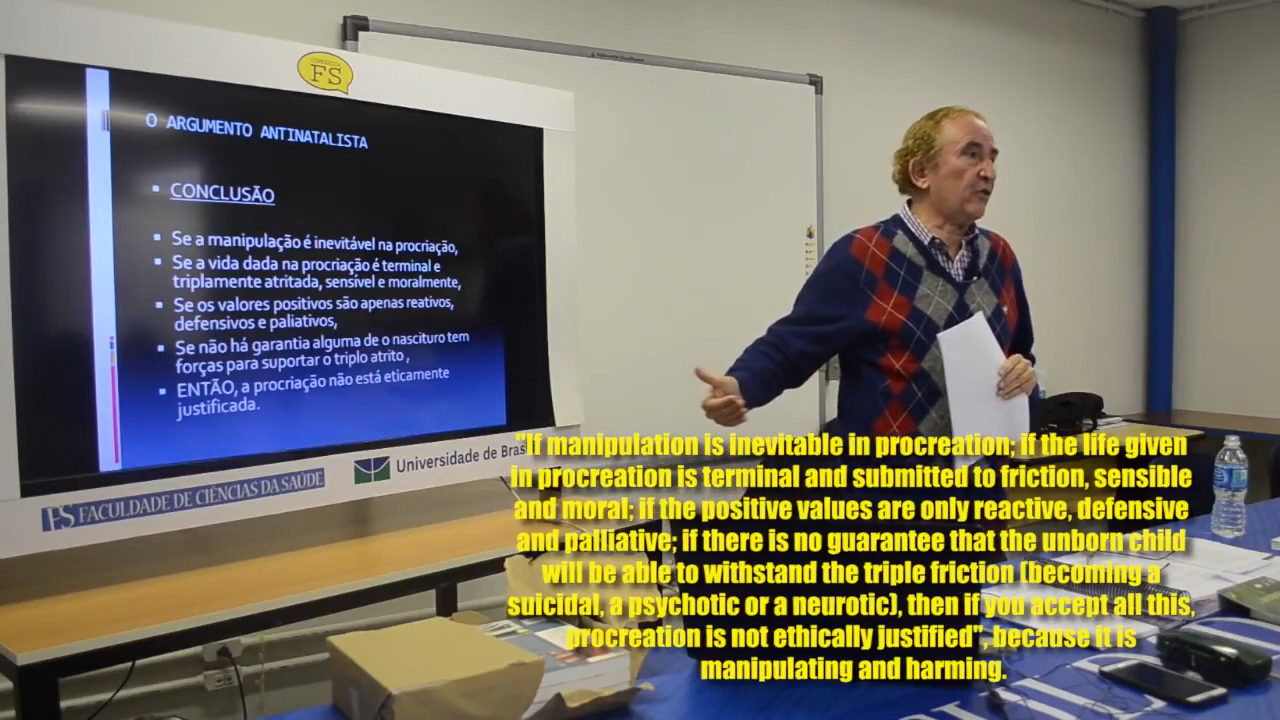 FS
O ARGUMENTO ANTINATALISTA
CONCLUSÃO
Se a manipulação é inevitável na procriação,
Se a vida dada na procriação é terminal e
triplamente atritada, sensível e moralmente,
Se os valores positivos são apenas reativos,
defensivos e paliativos,
Se não há garantia alguma de o nascituro tem
forças para suportar o triplo atrito ,
ENTÃO, a procriação não está eticamente
justificada.
FS FACULDADE DE CIÊNCIAS DA SAÚDE
Universidade de Bras
"If manipulation is inevitable in procreation; if the life given
in procreation is terminal and submitted to friction, sensible
and moral; if the positive values are only reactive, defensive
and palliative; if there is no guarantee that the unborn child
will be able to withstand the triple friction (becoming a
suicidal, a psychotic or a neurotic), then if you accept all this,
procreation is not ethically justified", because it is
manipulating and harming.